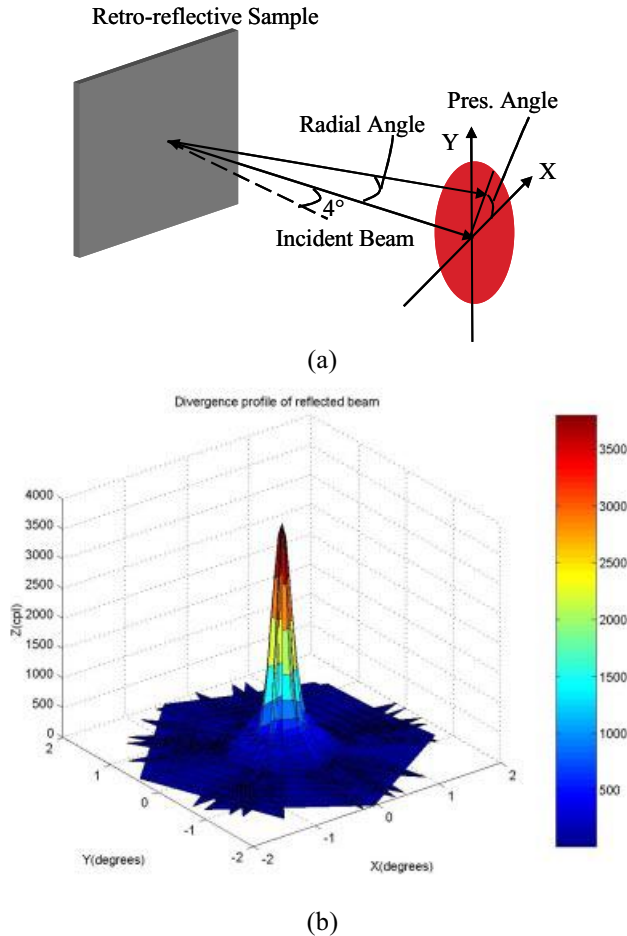 Retro-reflective Sample
Pres. Angle
Radial Angle
Y
X
4°
Incident Beam
(a)
Divergence profile of reflected beam
4000
3500
3000
2500
2000
1500
1000
500
0
Z(cpl)
2
1
0
-1
-2
Y(degrees)
-2
-1
0
1
2
X(degrees)
3500
3000
2500
2000
1500
1000
500
(b)